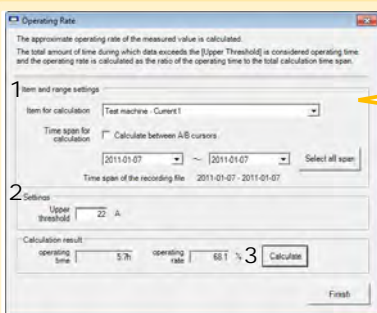 Operating Rate
The approximate operating rate of the measured value is calculated.
The total amount of time during which data exceeds the [Upper Threshold] is considered operating time
and the operating rate is calculated as the ratio of the operating time to the total calculation time span.
1 Item and range settings
Item for calculation Test machine - Current I
Time span for calculation Calculate between A/B cursors
2011-01-07 ~ 2011-01-07 Select all span
Time span of the recording file 2011-01-07 - 2011-01-07
2 Settings
Upper threshold 22 A
Calculation result
operating time 5.7h operating rate 68.1 % 3 Calculate
Finish